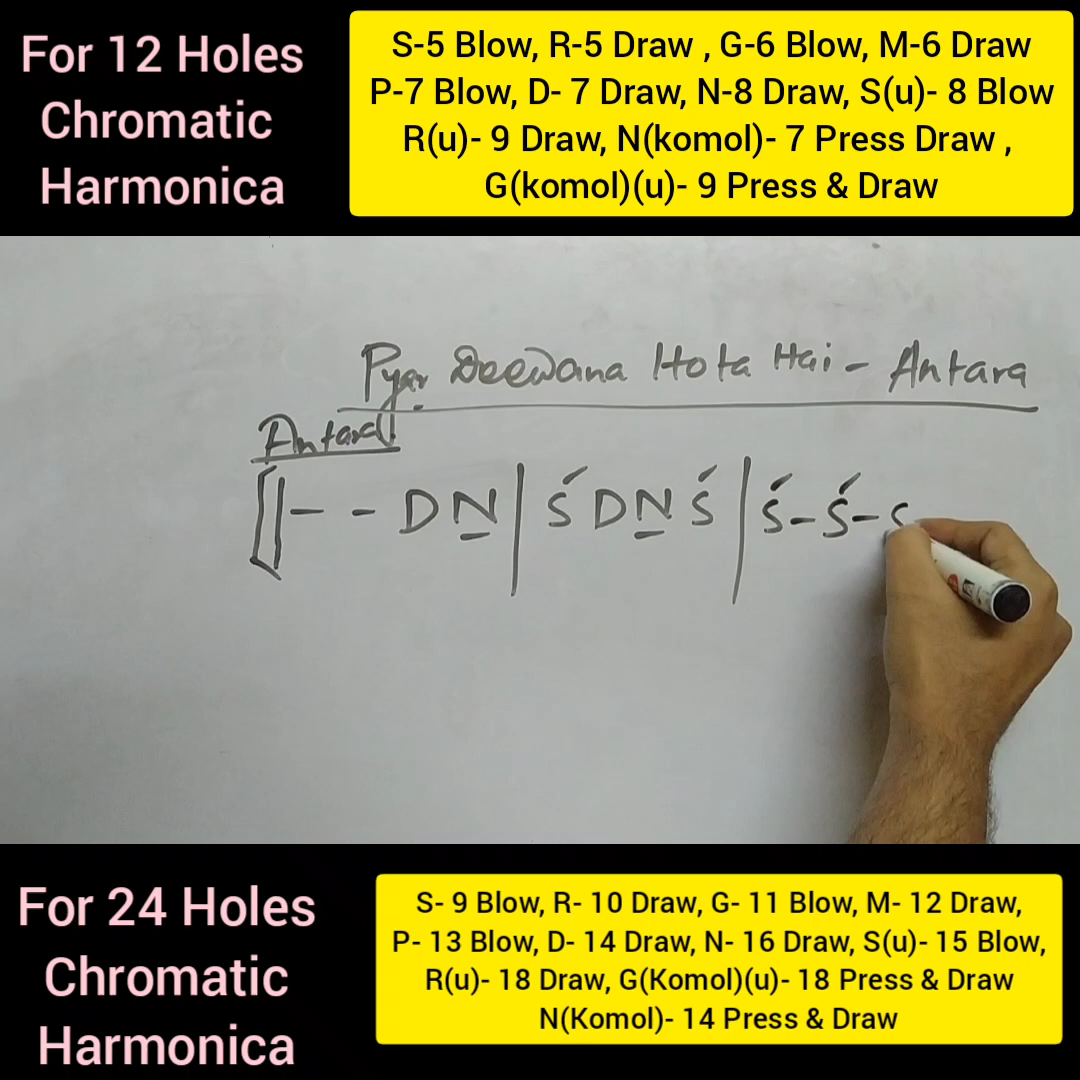 For 12 Holes
Chromatic
Harmonica
S-5 Blow, R-5 Draw , G-6 Blow, M-6 Draw
P-7 Blow, D- 7 Draw, N-8 Draw, S(u)- 8 Blow
R(u)- 9 Draw, N(komol)- 7 Press Draw ,
G(komol)(u)- 9 Press & Draw
Pyar Deewana Hota Hai - Antara
Antara1
[|- - D N̲ | Ś D N̲ Ś | Ś - Ś - S
For 24 Holes
Chromatic
Harmonica
S- 9 Blow, R- 10 Draw, G- 11 Blow, M- 12 Draw,
P- 13 Blow, D- 14 Draw, N- 16 Draw, S(u)- 15 Blow,
R(u)- 18 Draw, G(Komol)(u)- 18 Press & Draw
N(Komol)- 14 Press & Draw